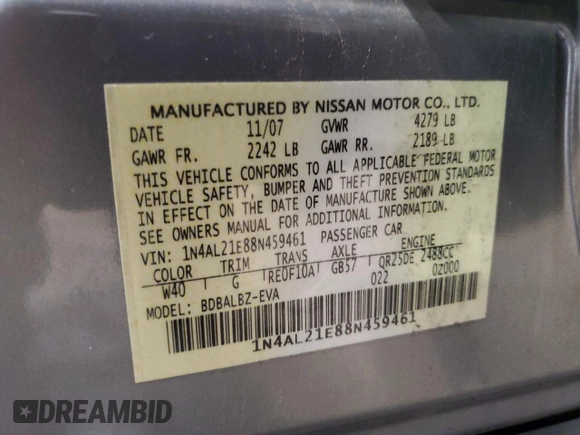 MANUFACTURED BY NISSAN MOTOR CO., LTD.
DATE 11/07 GVWR 4279 LB
GAWR FR. 2242 LB GAWR RR. 2189 LB
THIS VEHICLE CONFORMS TO ALL APPLICABLE FEDERAL MOTOR
VEHICLE SAFETY, BUMPER AND THEFT PREVENTION STANDARDS
IN EFFECT ON THE DATE OF MANUFACTURE SHOWN ABOVE.
SEE OWNERS MANUAL FOR ADDITIONAL INFORMATION.
VIN: 1N4AL21E88N459461 PASSENGER CAR
COLOR TRIM TRANS AXLE ENGINE
W40 G RE0F10A GB57 QR25DE 2488CC
MODEL: BDBALBZ-EVA 022 0Z000
1N4AL21E88N459461
DREAMBID